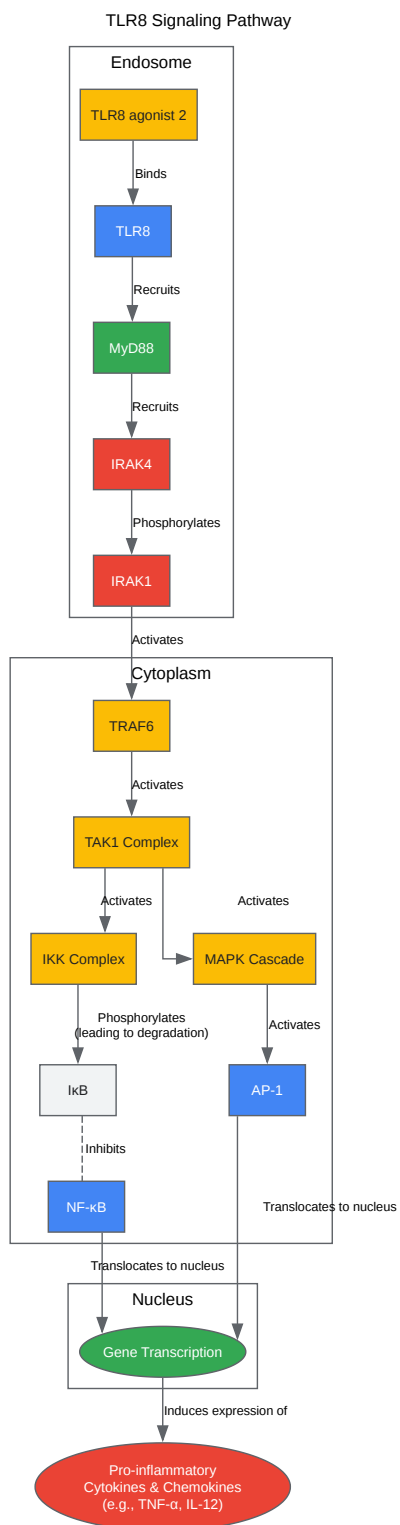 TLR8 Signaling Pathway
Endosome
TLR8 agonist 2
Binds
TLR8
Recruits
MyD88
Recruits
IRAK4
Phosphorylates
IRAK1
Activates
Cytoplasm
TRAF6
Activates
TAK1 Complex
Activates
Activates
IKK Complex
MAPK Cascade
Phosphorylates
(leading to degradation)
Activates
IκB
AP-1
Inhibits
NF-κB
Translocates to nucleus
Translocates to nucleus
Nucleus
Gene Transcription
Induces expression of
Pro-inflammatory
Cytokines & Chemokines
(e.g., TNF-α, IL-12)